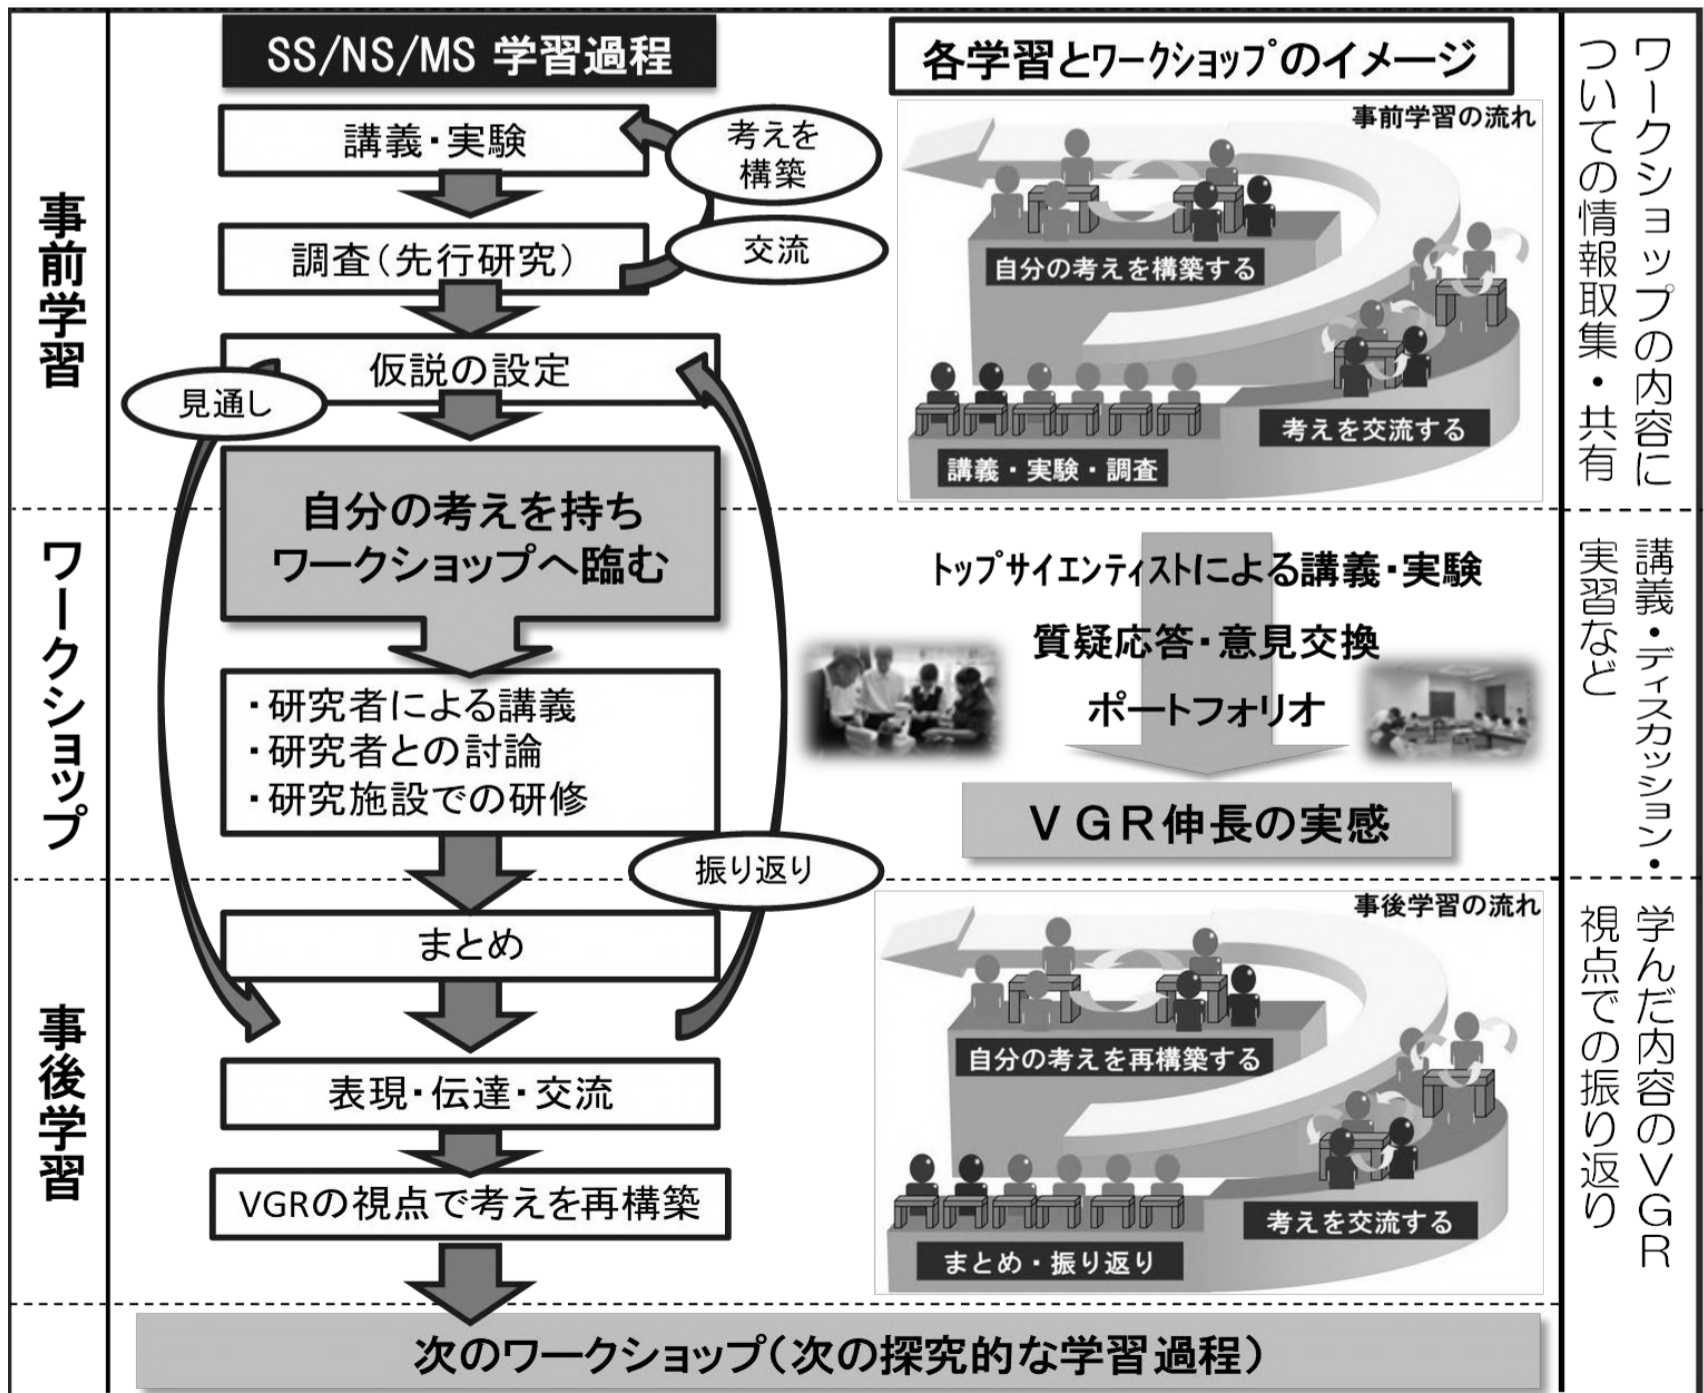 SS/NS/MS 学習過程
各学習とワークショップのイメージ
事前学習
講義・実験
考えを
構築
調査（先行研究）
交流
仮説の設定
見通し
自分の考えを持ち
ワークショップへ臨む
事前学習の流れ
自分の考えを構築する
考えを交流する
講義・実験・調査
ワークショップの内容に
ついての情報取集・共有
ワークショップ
・研究者による講義
・研究者との討論
・研究施設での研修
トップサイエンティストによる講義・実験
質疑応答・意見交換
ポートフォリオ
VGR伸長の実感
講義・ディスカッション・
実習など
振り返り
事後学習
まとめ
表現・伝達・交流
VGRの視点で考えを再構築
事後学習の流れ
自分の考えを再構築する
考えを交流する
まとめ・振り返り
学んだ内容のVGR
視点での振り返り
次のワークショップ（次の探究的な学習過程）